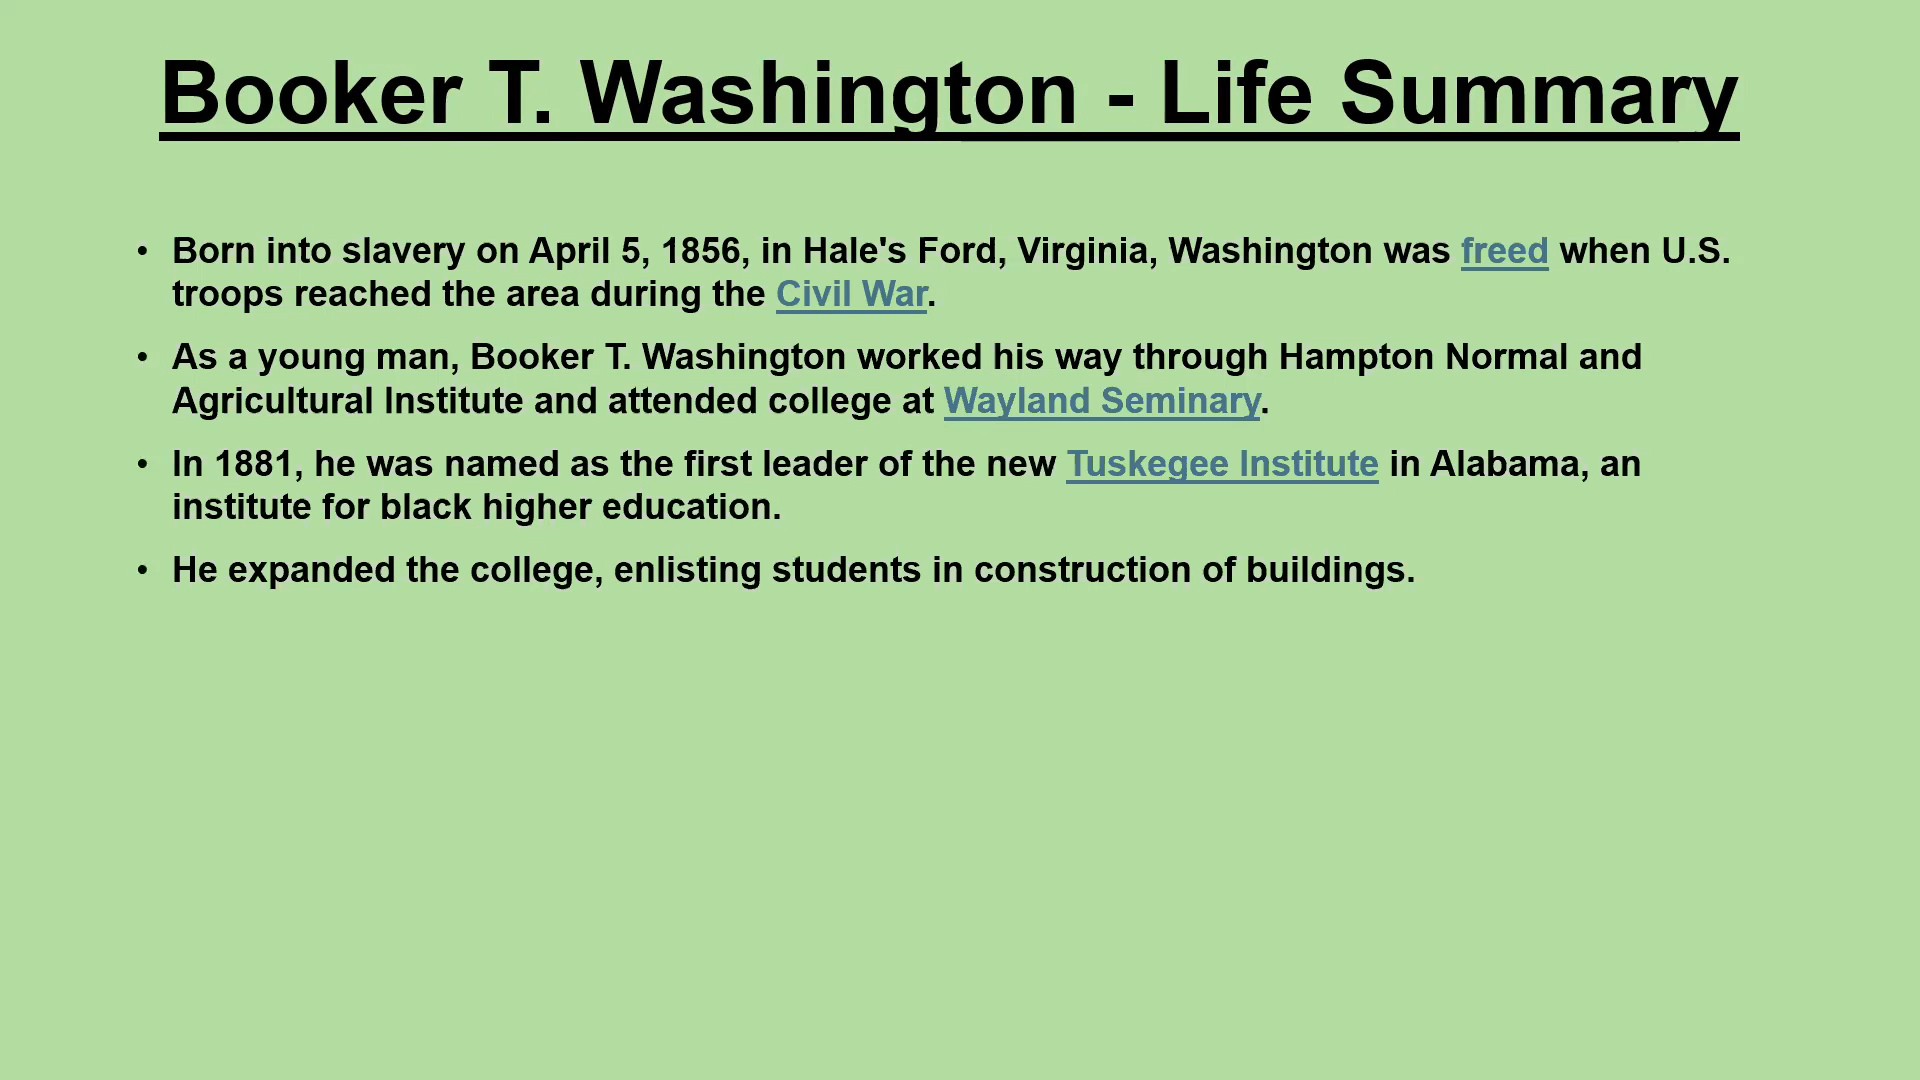 Booker T. Washington - Life Summary
• Born into slavery on April 5, 1856, in Hale's Ford, Virginia, Washington was freed when U.S.
troops reached the area during the Civil War.
• As a young man, Booker T. Washington worked his way through Hampton Normal and
Agricultural Institute and attended college at Wayland Seminary.
• In 1881, he was named as the first leader of the new Tuskegee Institute in Alabama, an
institute for black higher education.
• He expanded the college, enlisting students in construction of buildings.